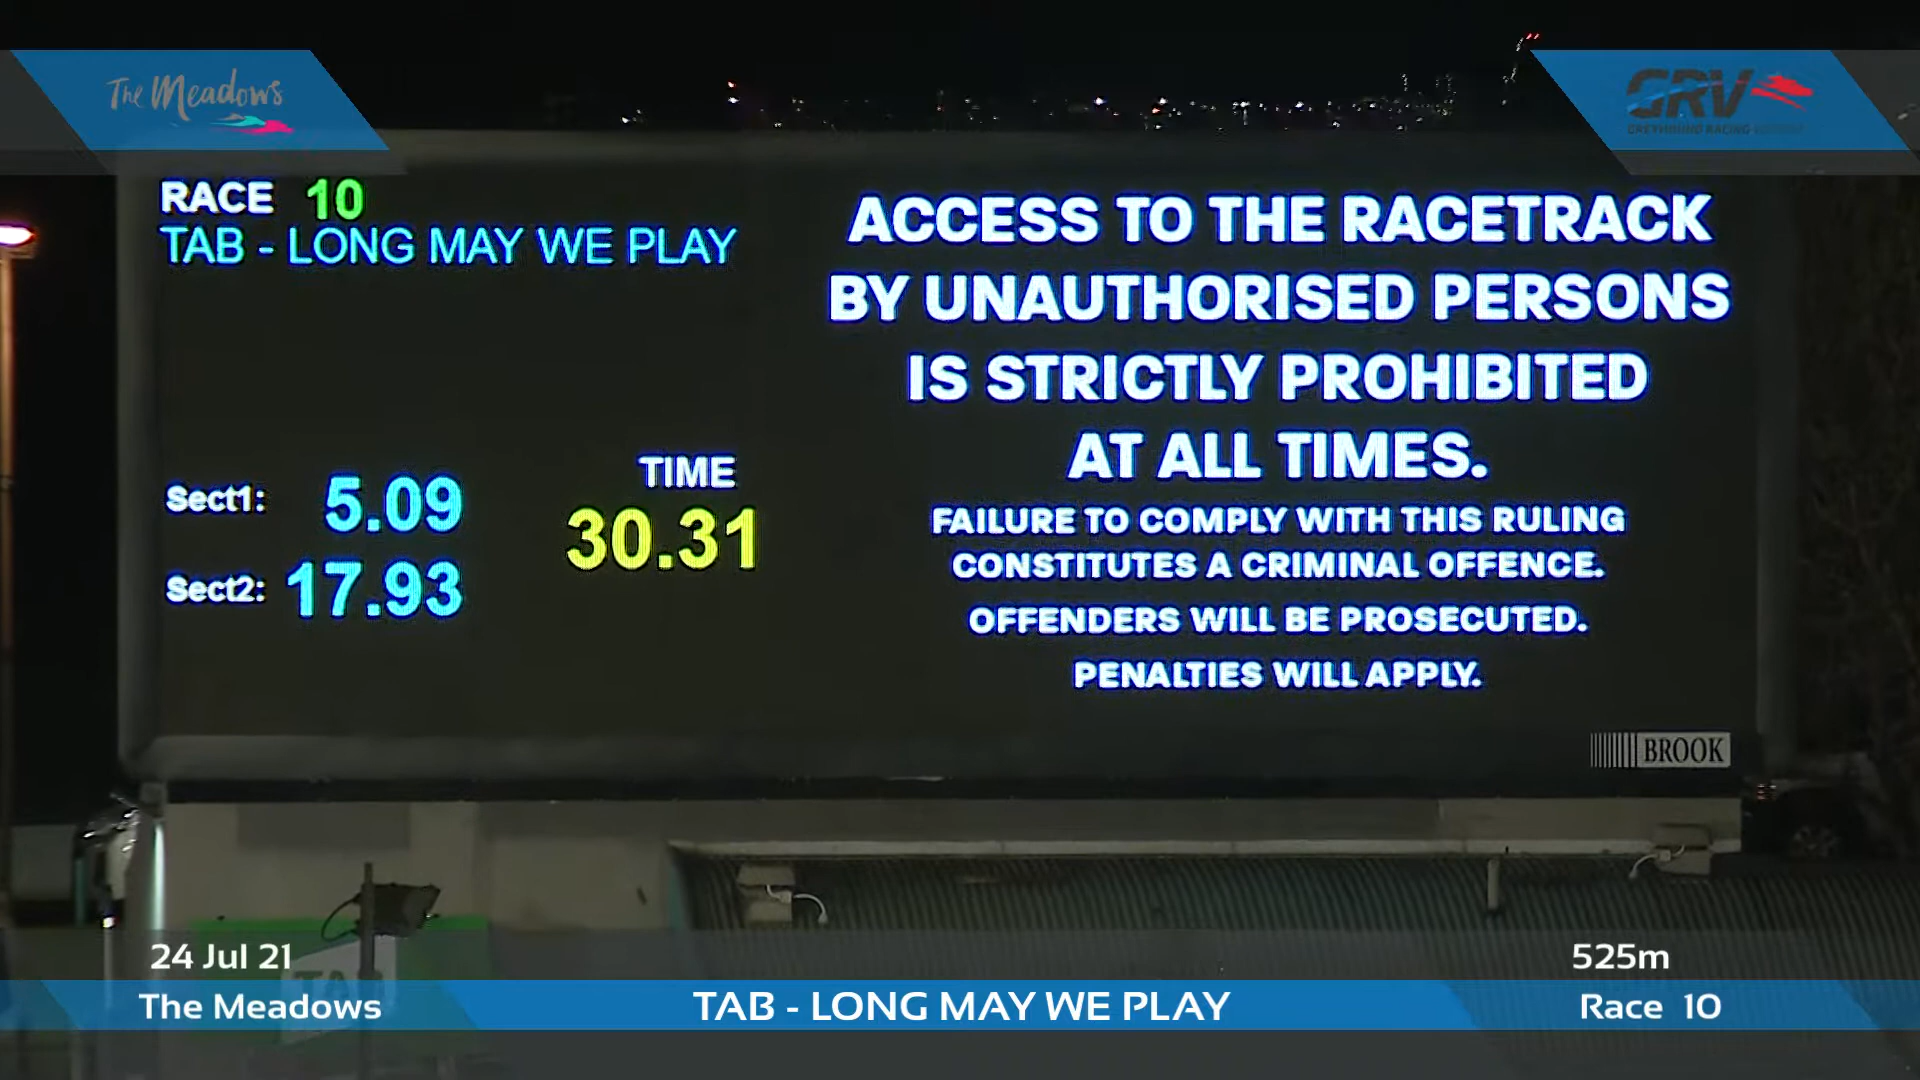 The Meadows
GRV
GREYHOUND RACING
RACE 10
TAB - LONG MAY WE PLAY
Sect1: 5.09
Sect2: 17.93
TIME
30.31
ACCESS TO THE RACETRACK
BY UNAUTHORISED PERSONS
IS STRICTLY PROHIBITED
AT ALL TIMES.
FAILURE TO COMPLY WITH THIS RULING
CONSTITUTES A CRIMINAL OFFENCE.
OFFENDERS WILL BE PROSECUTED.
PENALTIES WILL APPLY.
BROOK
TAB
24 Jul 21
525m
The Meadows
TAB - LONG MAY WE PLAY
Race 10